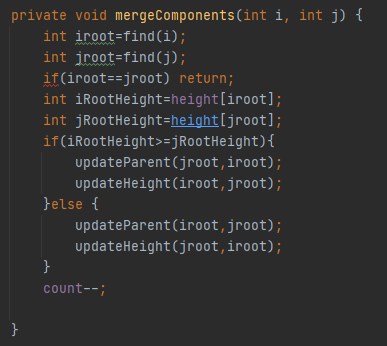 private void mergeComponents(int i, int j) {
    int iroot=find(i);
    int jroot=find(j);
    if(iroot==jroot) return;
    int iRootHeight=height[iroot];
    int jRootHeight=height[jroot];
    if(iRootHeight>=jRootHeight){
        updateParent(jroot,iroot);
        updateHeight(iroot,jroot);
    }else {
        updateParent(iroot,jroot);
        updateHeight(jroot,iroot);
    }
    count--;
}